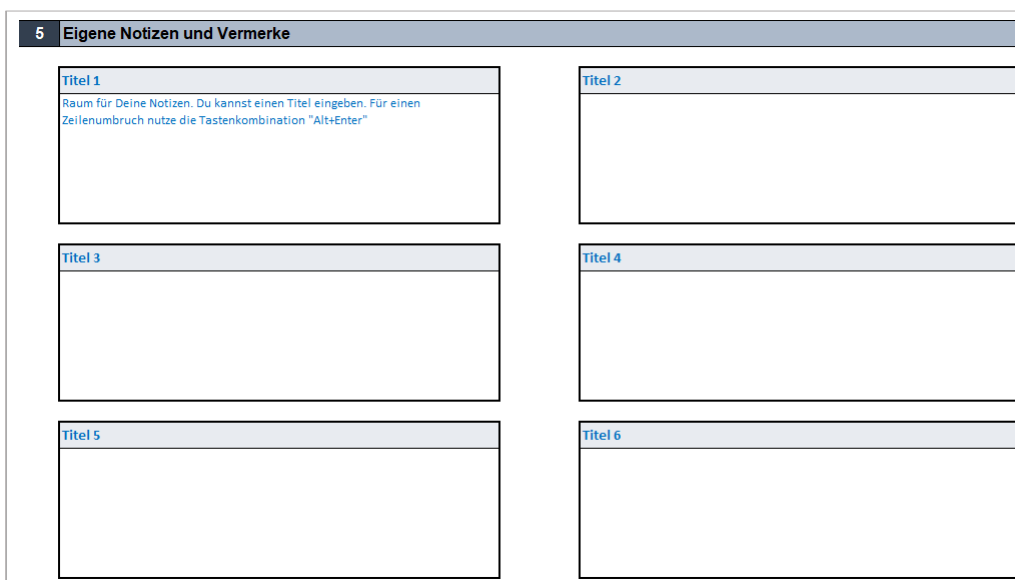 5 Eigene Notizen und Vermerke
Titel 1
Raum für Deine Notizen. Du kannst einen Titel eingeben. Für einen
Zeilenumbruch nutze die Tastenkombination "Alt+Enter"
Titel 2
Titel 3
Titel 4
Titel 5
Titel 6